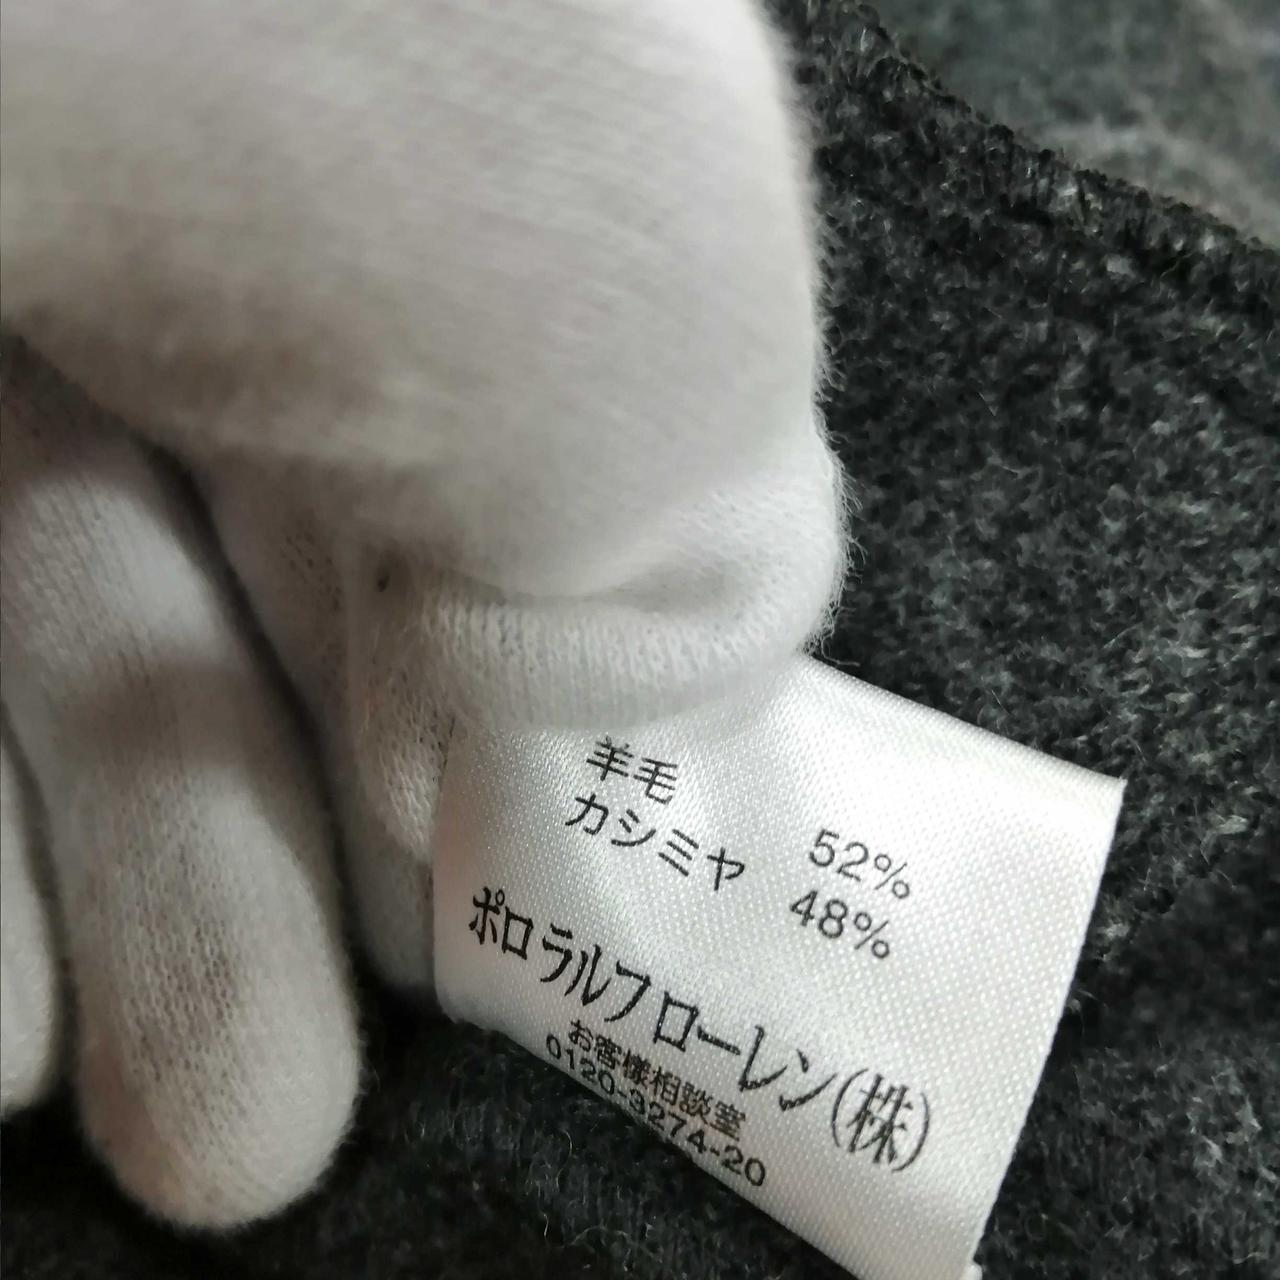 羊毛 52%
カシミヤ 48%
ポロ ラルフ ローレン(株)
お客様相談室
0120-3274-20